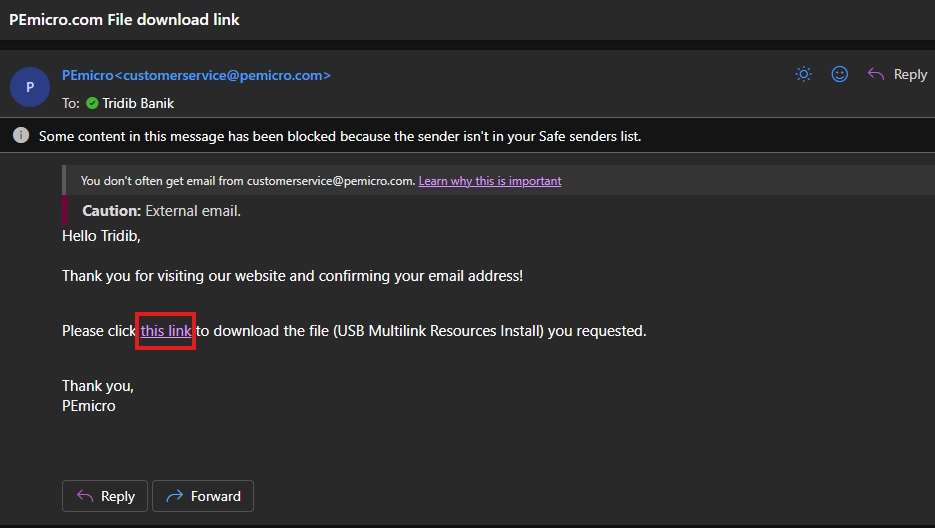 PEmicro.com File download link
P
PEmicro<customerservice@pemicro.com>
Reply
To: Tridib Banik
Some content in this message has been blocked because the sender isn't in your Safe senders list.
You don't often get email from customerservice@pemicro.com. Learn why this is important
Caution: External email.
Hello Tridib,
Thank you for visiting our website and confirming your email address!
Please click this link to download the file (USB Multilink Resources Install) you requested.
Thank you,
PEmicro
Reply Forward